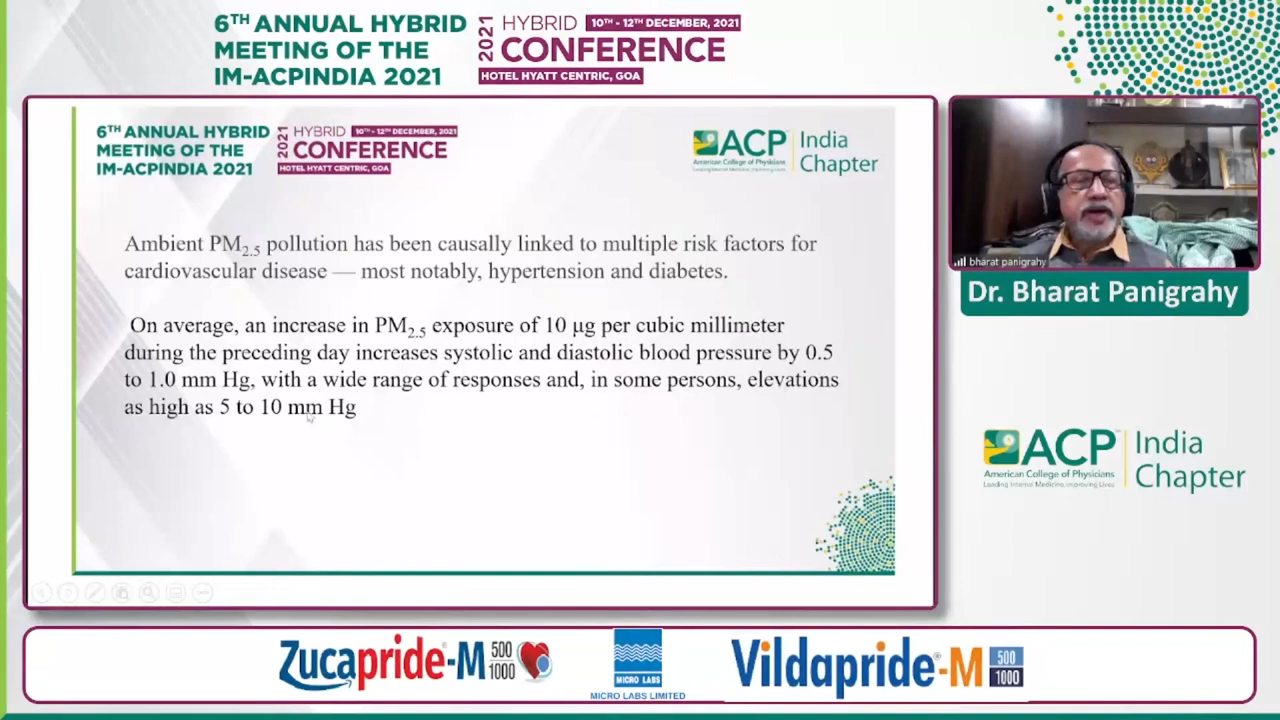 6TH ANNUAL HYBRID
MEETING OF THE
IM-ACPINDIA 2021
2021
HYBRID 10TH - 12TH DECEMBER, 2021
CONFERENCE
HOTEL HYATT CENTRIC, GOA
6TH ANNUAL HYBRID
MEETING OF THE
IM-ACPINDIA 2021
2021
HYBRID 10TH - 12TH DECEMBER, 2021
CONFERENCE
HOTEL HYATT CENTRIC, GOA
ACP India
Chapter
American College of Physicians
Leading Internal Medicine, Improving Lives
Ambient PM2.5 pollution has been causally linked to multiple risk factors for
cardiovascular disease — most notably, hypertension and diabetes.
On average, an increase in PM2.5 exposure of 10 μg per cubic millimeter
during the preceding day increases systolic and diastolic blood pressure by 0.5
to 1.0 mm Hg, with a wide range of responses and, in some persons, elevations
as high as 5 to 10 mm Hg
bharat panigrahy
Dr. Bharat Panigrahy
ACP India
Chapter
American College of Physicians
Leading Internal Medicine, Improving Lives
Zucapride®-M 500
1000
MICRO LABS
MICRO LABS LIMITED
Vildapride®-M 500
1000